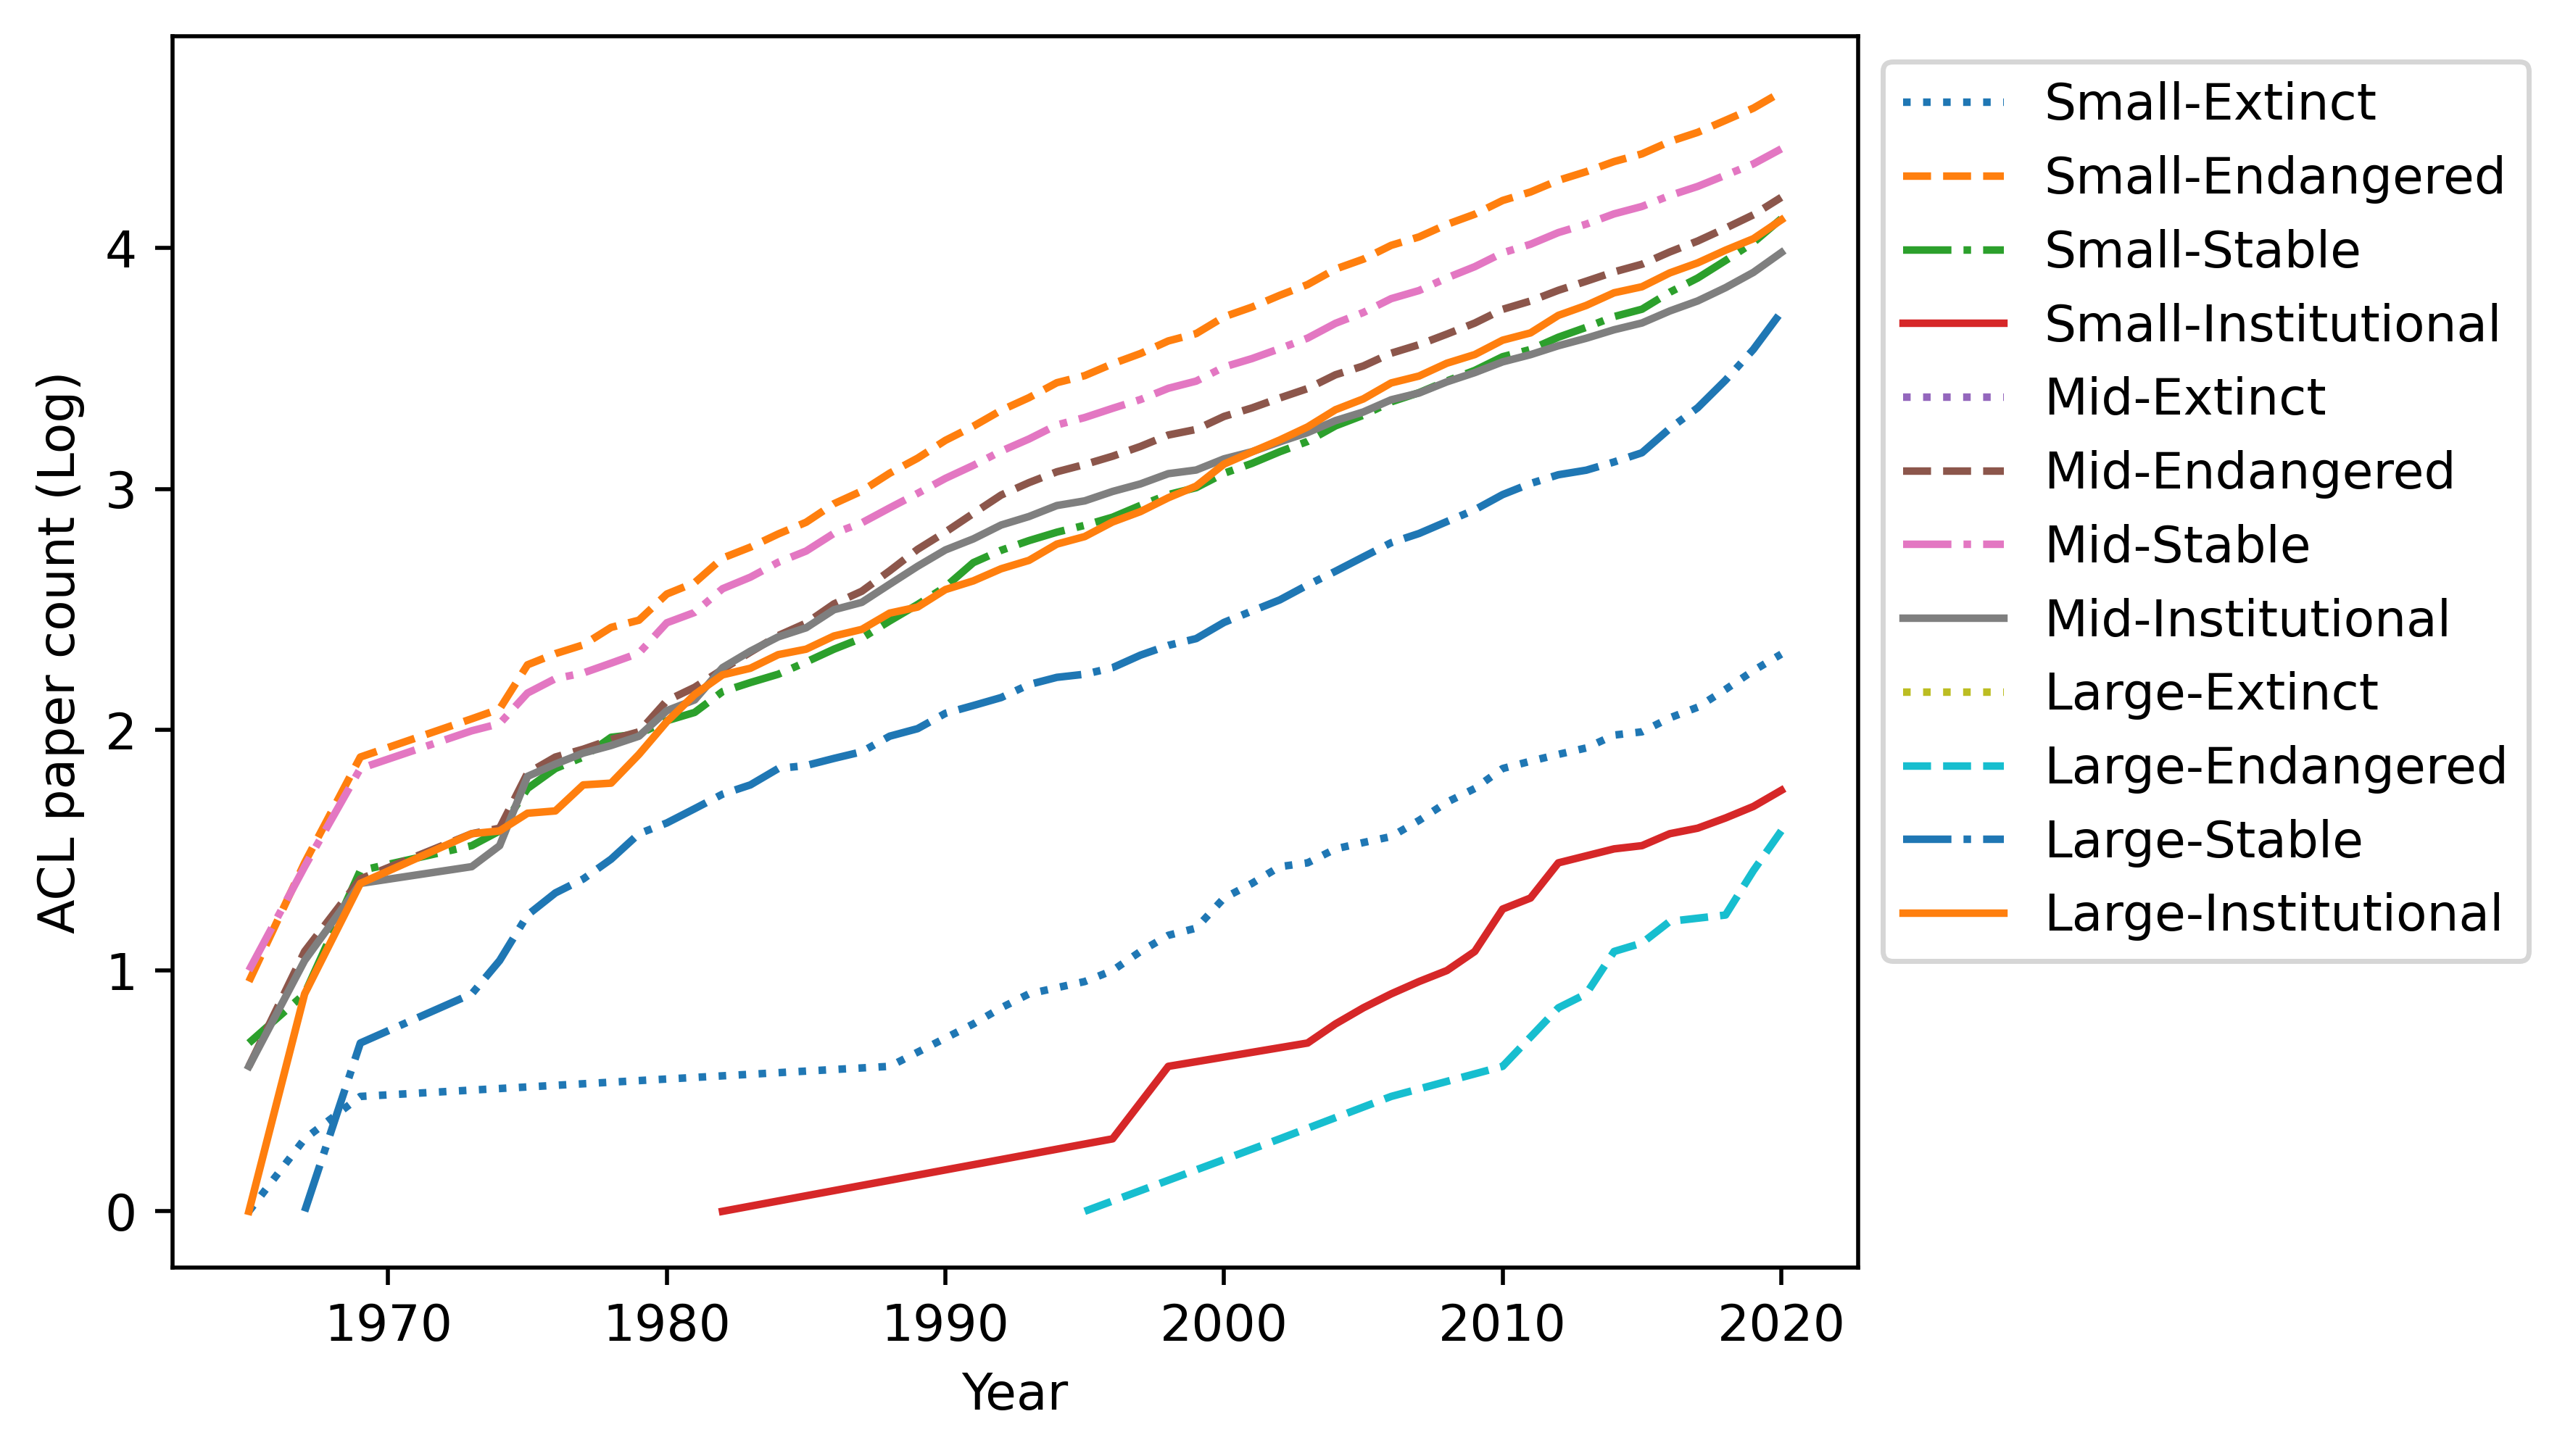 ACL paper count (Log)
4
3
2
1
0
1970
1980
1990
2000
2010
2020
Year
Small-Extinct
Small-Endangered
Small-Stable
Small-Institutional
Mid-Extinct
Mid-Endangered
Mid-Stable
Mid-Institutional
Large-Extinct
Large-Endangered
Large-Stable
Large-Institutional